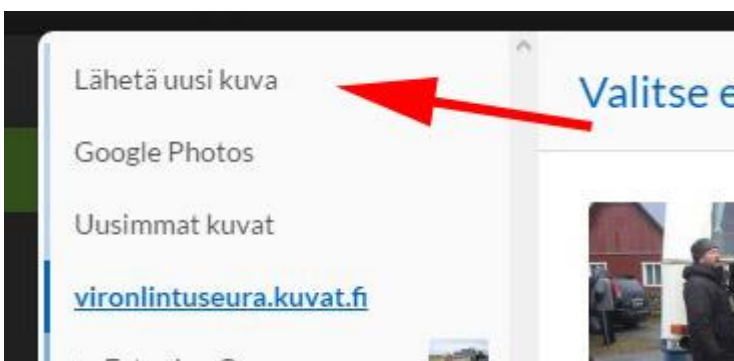 Lähetä uusi kuva
Valitse e
Google Photos
Uusimmat kuvat
vironlintuseura.kuvat.fi